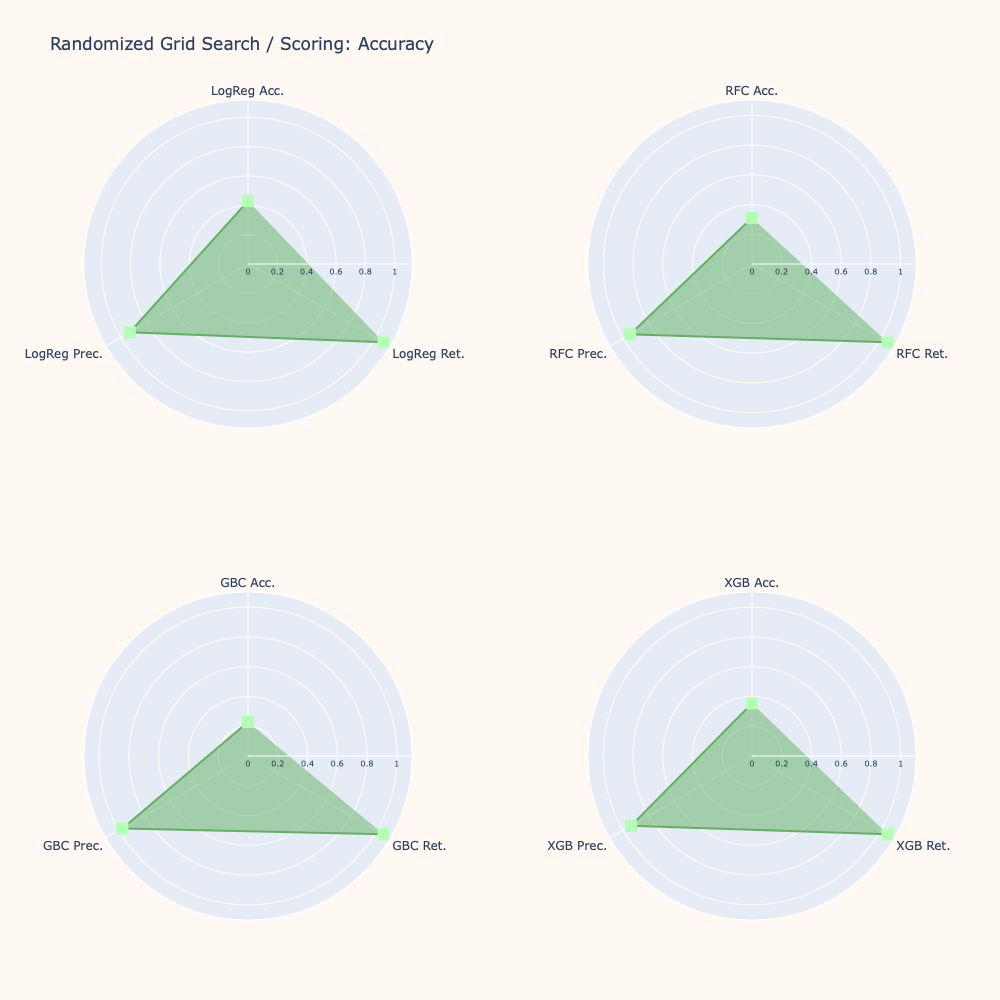 Randomized Grid Search / Scoring: Accuracy
LogReg Acc.
RFC Acc.
0 0.2 0.4 0.6 0.8 1
0 0.2 0.4 0.6 0.8 1
LogReg Prec.
LogReg Ret.
RFC Prec.
RFC Ret.
GBC Acc.
XGB Acc.
0 0.2 0.4 0.6 0.8 1
0 0.2 0.4 0.6 0.8 1
GBC Prec.
GBC Ret.
XGB Prec.
XGB Ret.